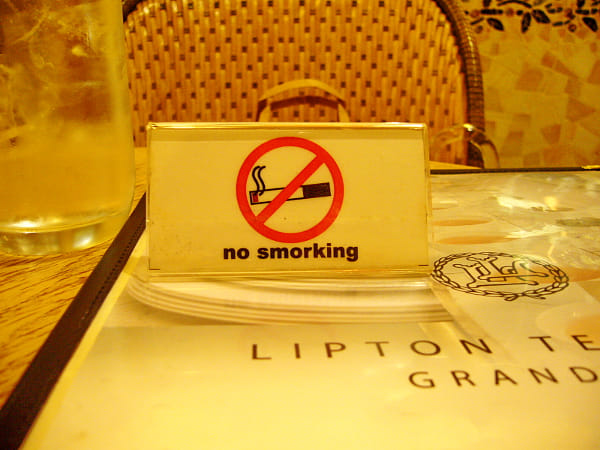 no smorking
LIPTON TE
GRAND